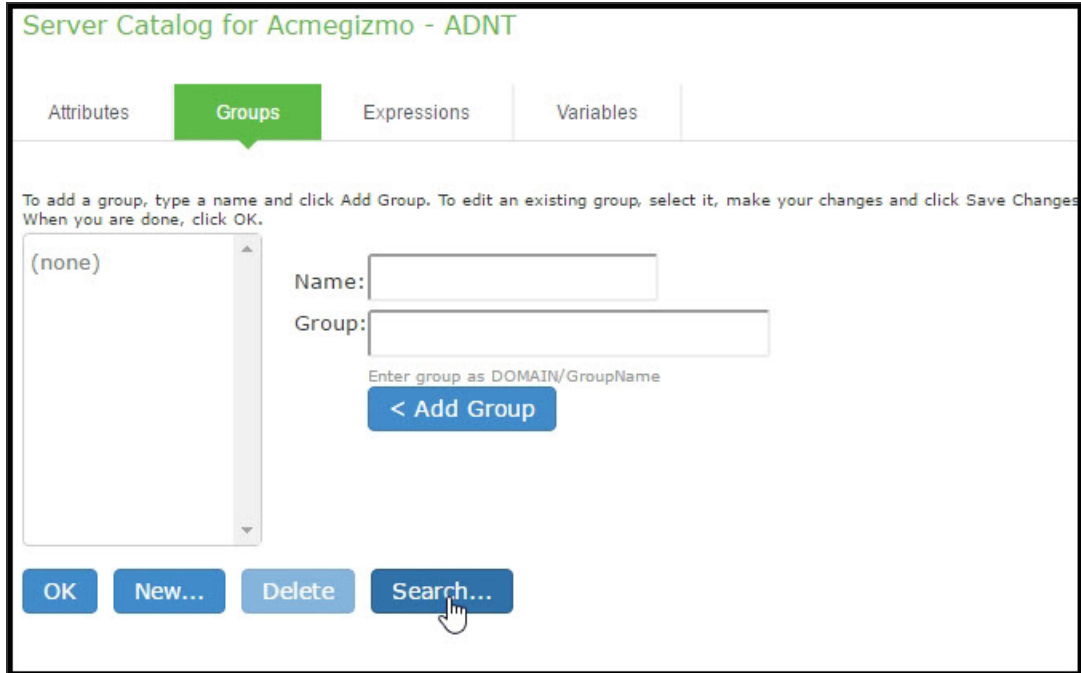 Server Catalog for Acmegizmo - ADNT
Attributes Groups Expressions Variables
To add a group, type a name and click Add Group. To edit an existing group, select it, make your changes and click Save Changes
When you are done, click OK.
(none)
Name:
Group:
Enter group as DOMAIN/GroupName
< Add Group
OK New... Delete Search...